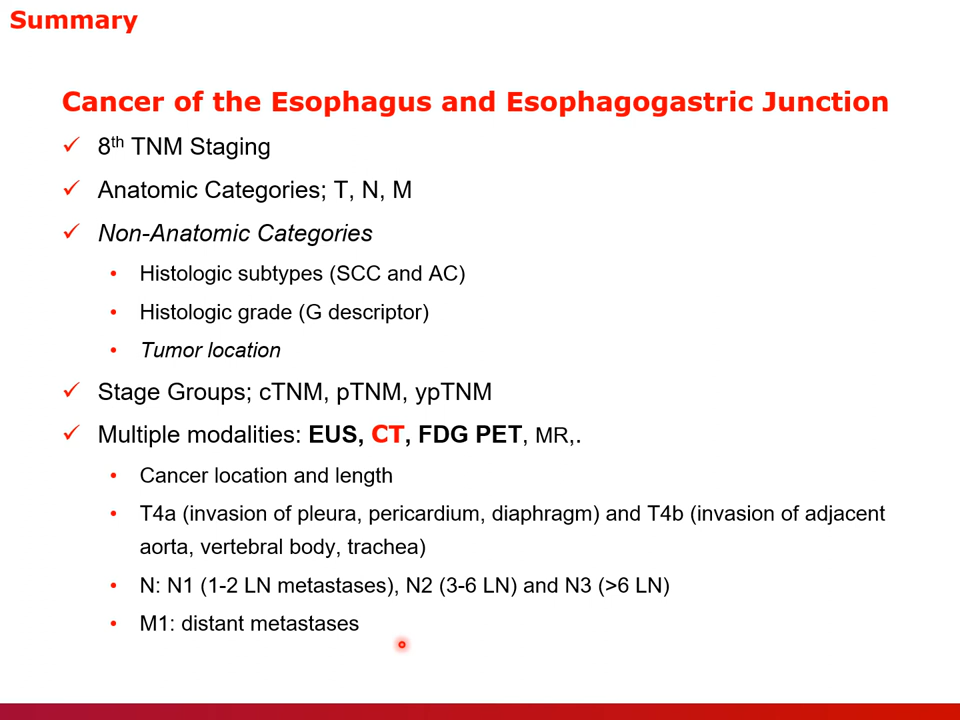 Summary
Cancer of the Esophagus and Esophagogastric Junction
✓ 8th TNM Staging
✓ Anatomic Categories; T, N, M
✓ Non-Anatomic Categories
• Histologic subtypes (SCC and AC)
• Histologic grade (G descriptor)
• Tumor location
✓ Stage Groups; cTNM, pTNM, ypTNM
✓ Multiple modalities: EUS, CT, FDG PET, MR,.
• Cancer location and length
• T4a (invasion of pleura, pericardium, diaphragm) and T4b (invasion of adjacent
aorta, vertebral body, trachea)
• N: N1 (1-2 LN metastases), N2 (3-6 LN) and N3 (>6 LN)
• M1: distant metastases